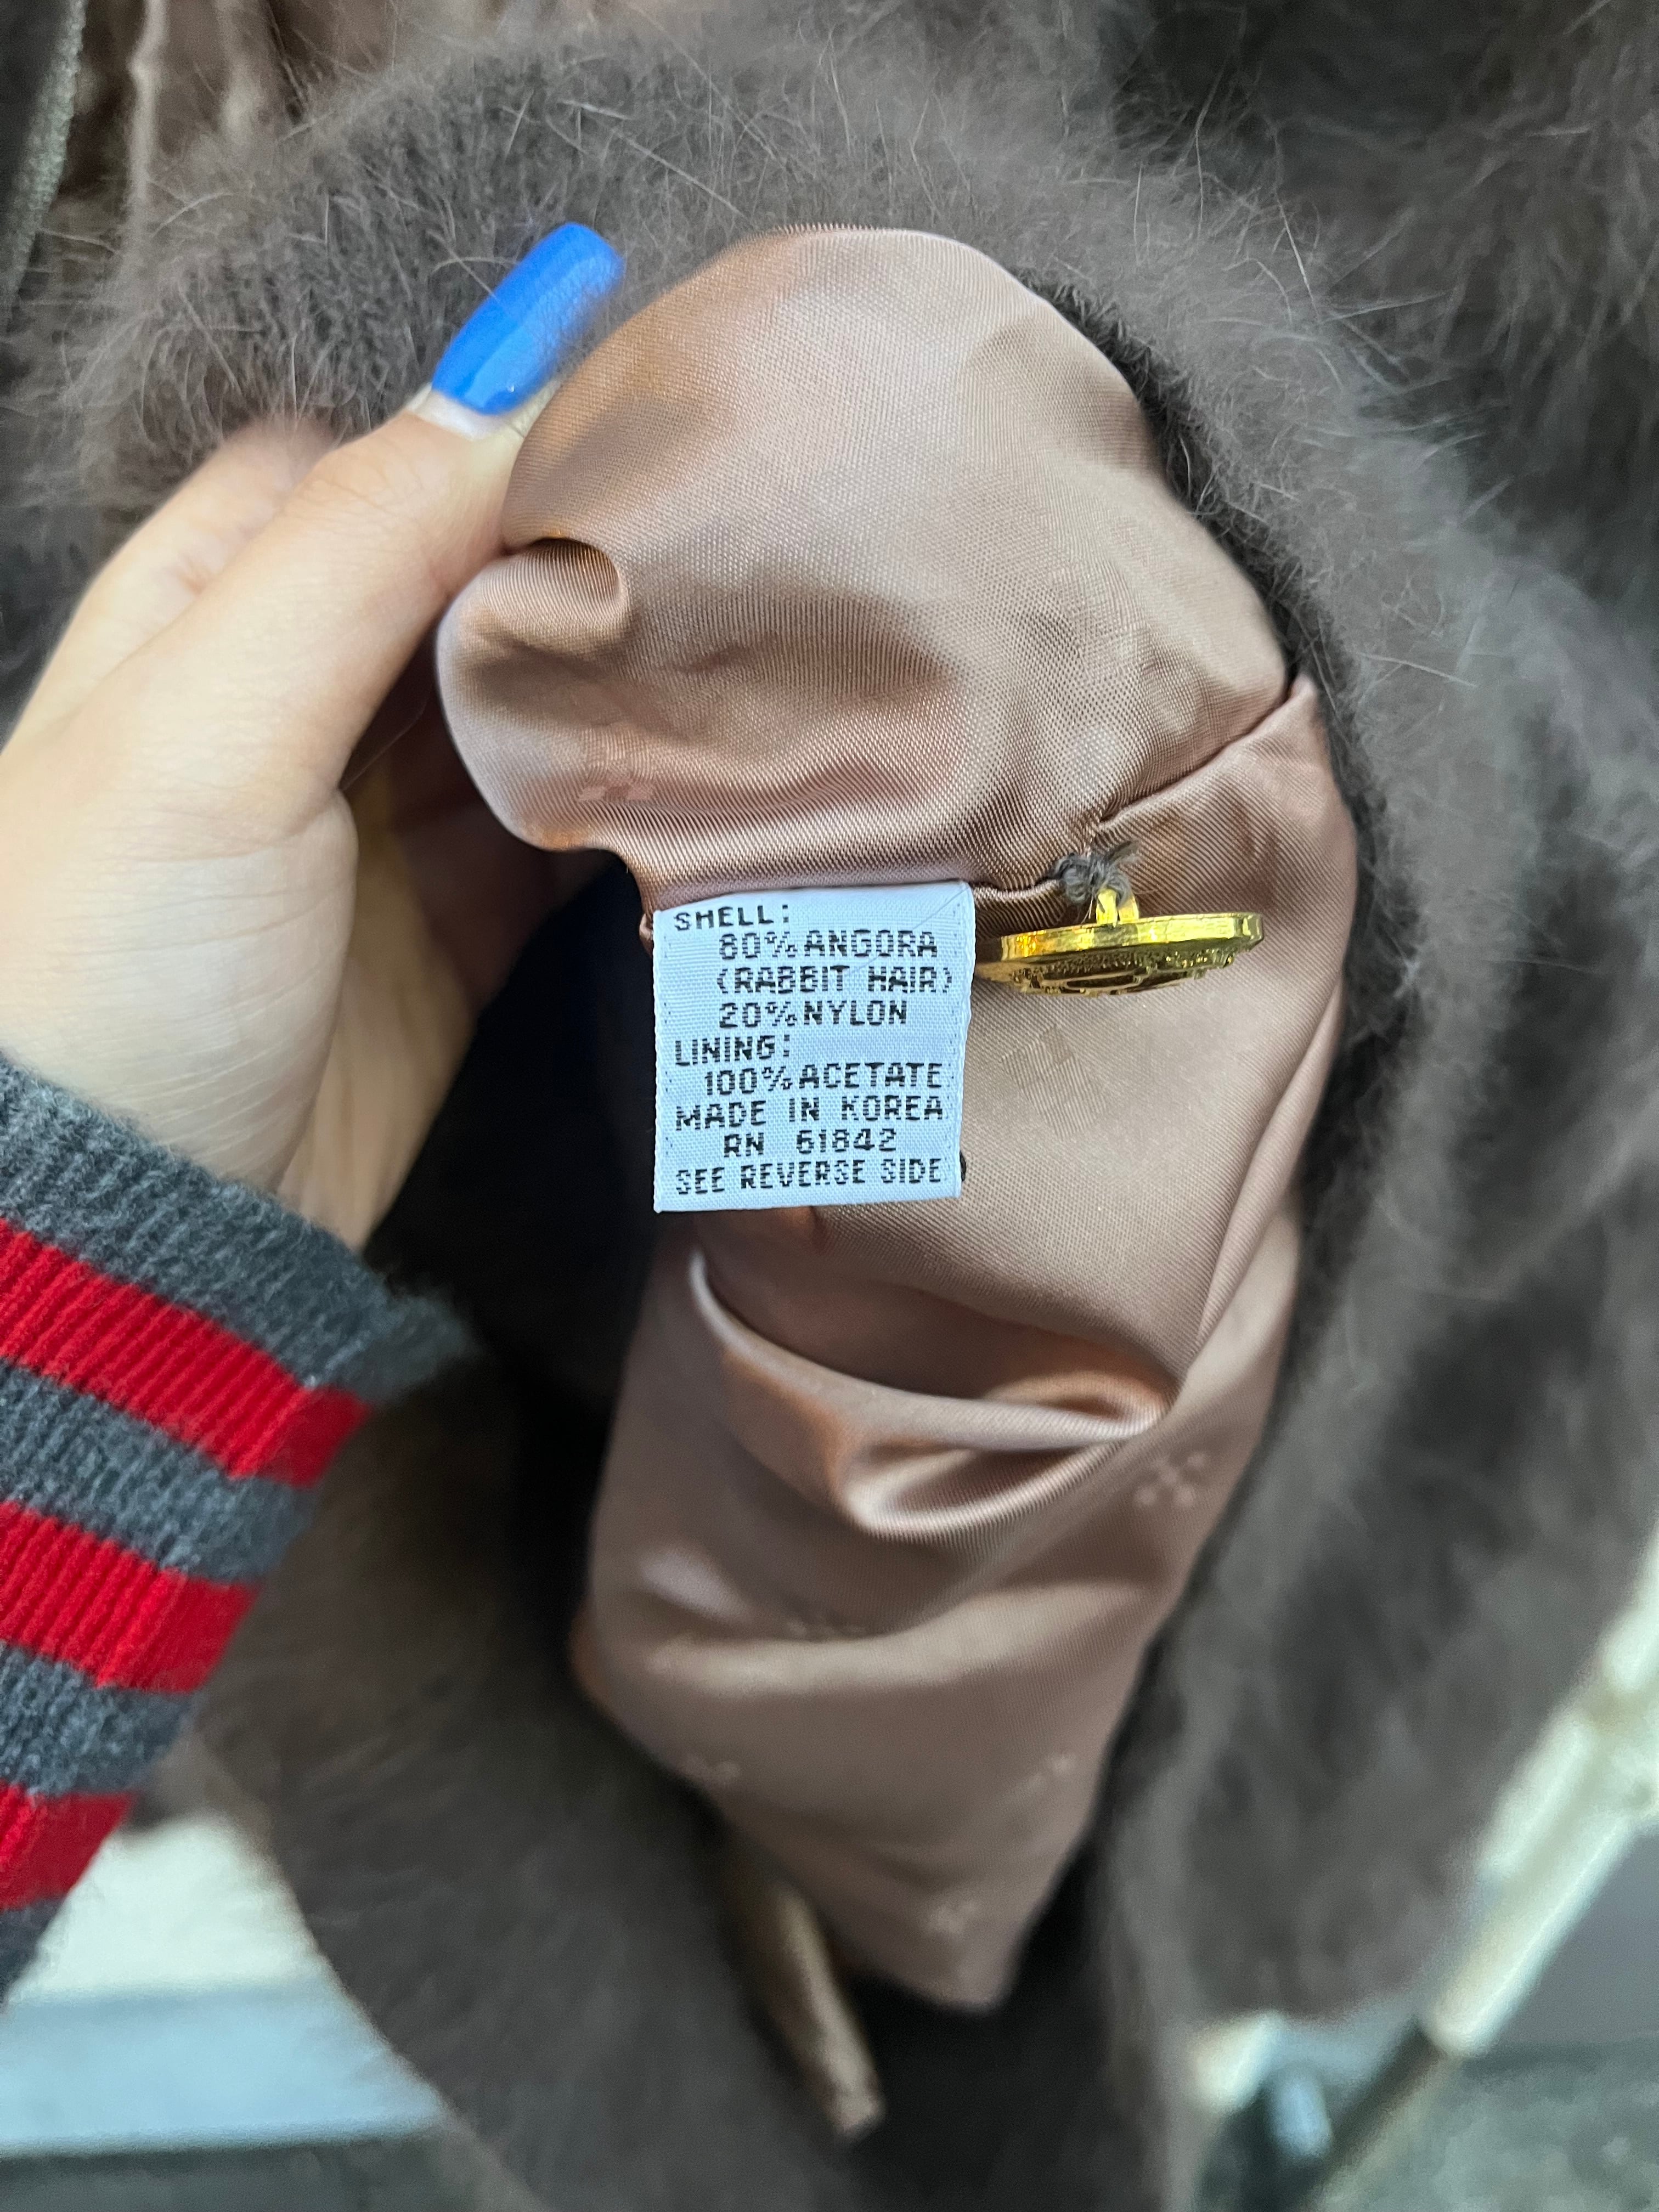 SHELL:
80% ANGORA
(RABBIT HAIR)
20% NYLON
LINING:
100% ACETATE
MADE IN KOREA
RN 61842
SEE REVERSE SIDE